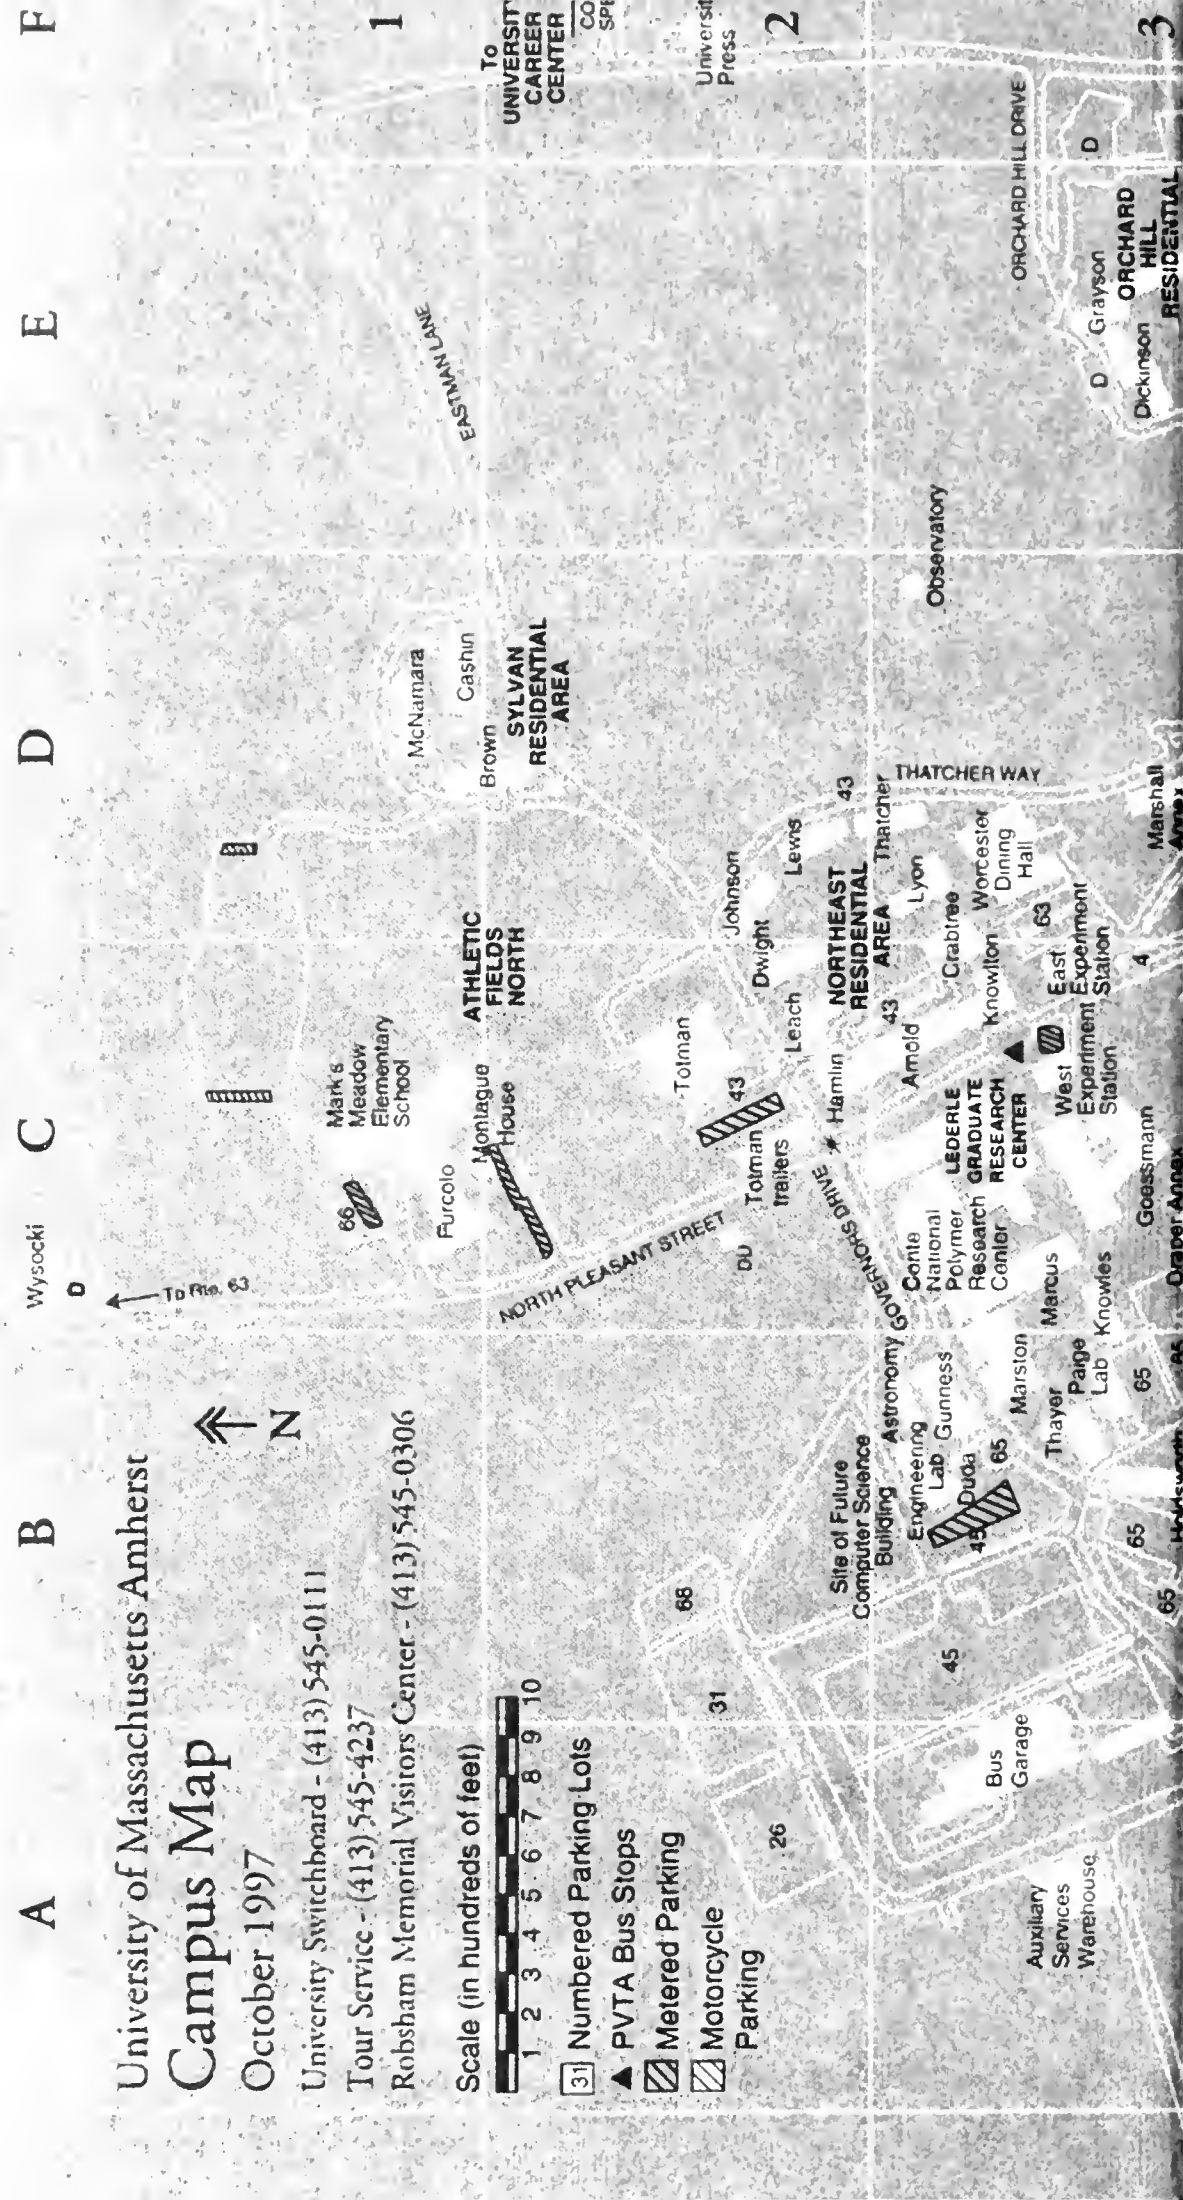 A
B
C
D
E
F
University of Massachusetts Amherst
Campus Map
October 1997
University Switchboard - (413) 545-0111
Tour Service - (413) 545-4237
Robsham Memorial Visitors Center - (413) 545-0306
N
Scale (in hundreds of feet)
1 2 3 4 5 6 7 8 9 10
31 Numbered Parking Lots
PVTA Bus Stops
Metered Parking
Motorcycle
Parking
Wysocki
D
To Rte. 63
66
Mark's
Meadow
Elementary
School
Furcolo
Montague
House
ATHLETIC
FIELDS
NORTH
McNamara
Cashin
Brown
SYLVAN
RESIDENTIAL
AREA
EASTMAN LANE
1
To
UNIVERSITY
CAREER
CENTER
University
Press
2
NORTH PLEASANT STREET
Totman
43
Totman
trailers
DU
Johnson
Dwight
Leach
Lewis
43
NORTHEAST
RESIDENTIAL
AREA
Thatcher
THATCHER WAY
Hamlin
43
Arnold
Lyon
Crabtree
Knowlton
Worcester
Dining
Hall
Observatory
ORCHARD HILL DRIVE
D
D
Grayson
Dickinson
ORCHARD
HILL
RESIDENTIAL
3
68
31
26
GOVERNORS DRIVE
Site of Future
Computer Science
Building
Astronomy
Engineering
Lab
Gunness
Duda
45
65
45
Conte
National
Polymer
Research
Center
LEDERLE
GRADUATE
RESEARCH
CENTER
Marston
Marcus
Thayer
Paige
Lab
Knowles
West
Experiment
Station
East
Experiment
Station
63
4
Goessmann
Marshall
Annex
Bus
Garage
Auxiliary
Services
Warehouse
65
65
65
65
Holdsworth
Draper Annex